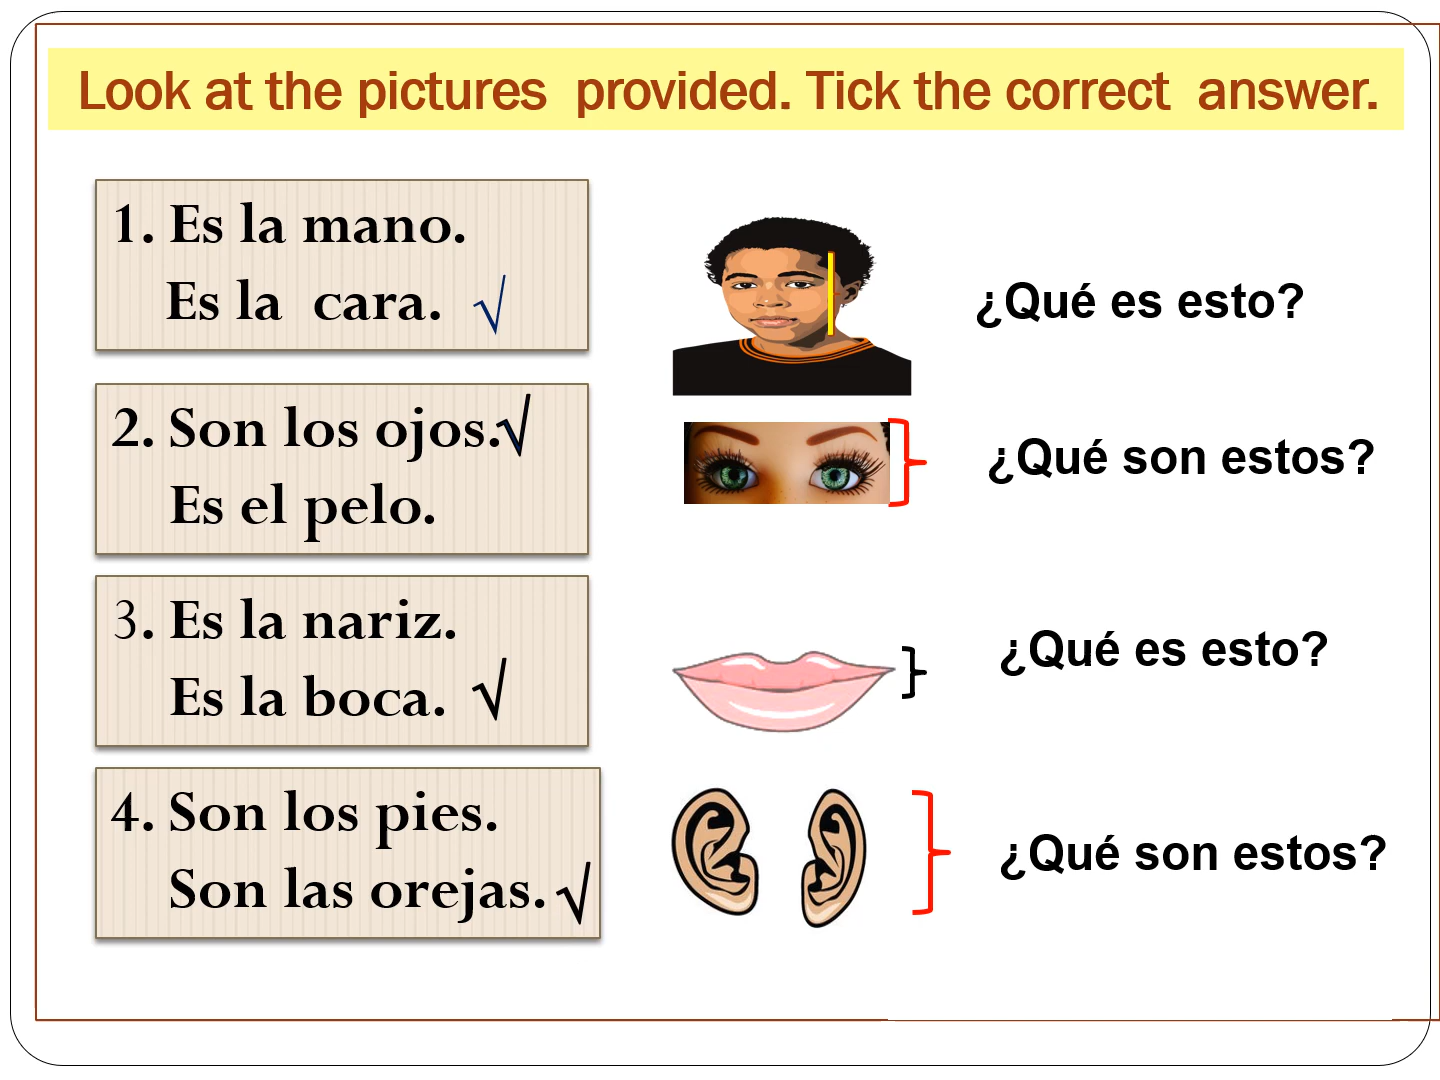 Look at the pictures provided. Tick the correct answer.
1. Es la mano.
Es la cara. √
¿Qué es esto?
2. Son los ojos.√
Es el pelo.
¿Qué son estos?
3. Es la nariz.
Es la boca. √
¿Qué es esto?
4. Son los pies.
Son las orejas. √
¿Qué son estos?